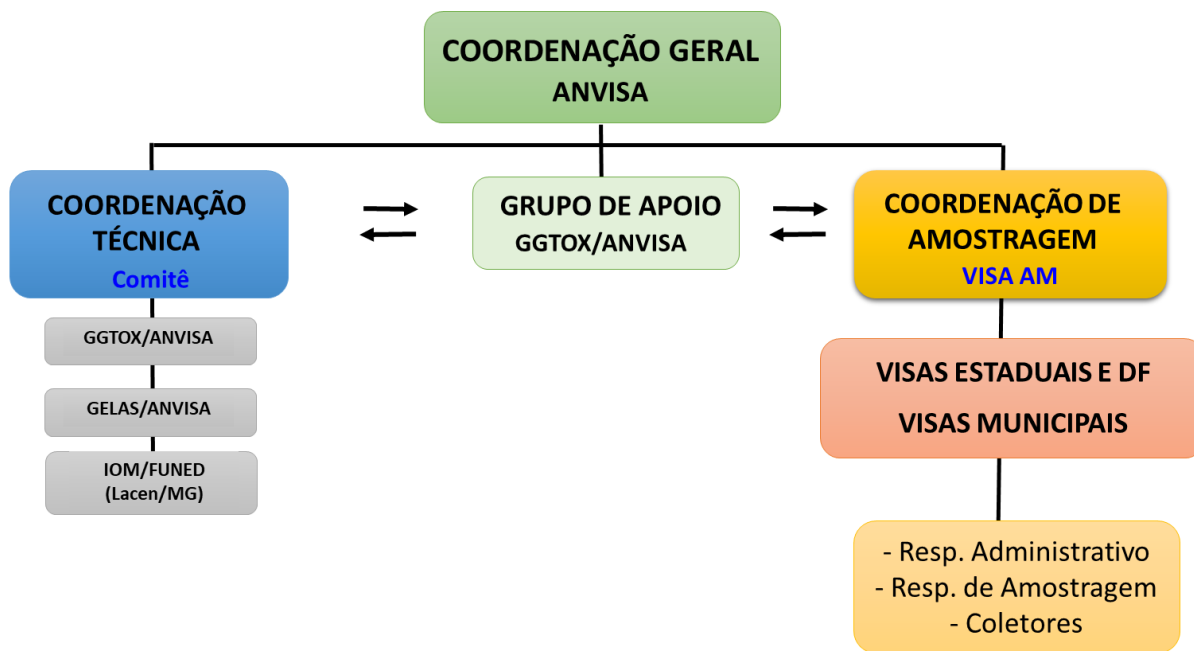 COORDENAÇÃO GERAL
ANVISA
COORDENAÇÃO
TÉCNICA
Comitê
GRUPO DE APOIO
GGTOX/ANVISA
COORDENAÇÃO DE
AMOSTRAGEM
VISA AM
GGTOX/ANVISA
GELAS/ANVISA
IOM/FUNED
(Lacen/MG)
VISAS ESTADUAIS E DF
VISAS MUNICIPAIS
- Resp. Administrativo
- Resp. de Amostragem
- Coletores